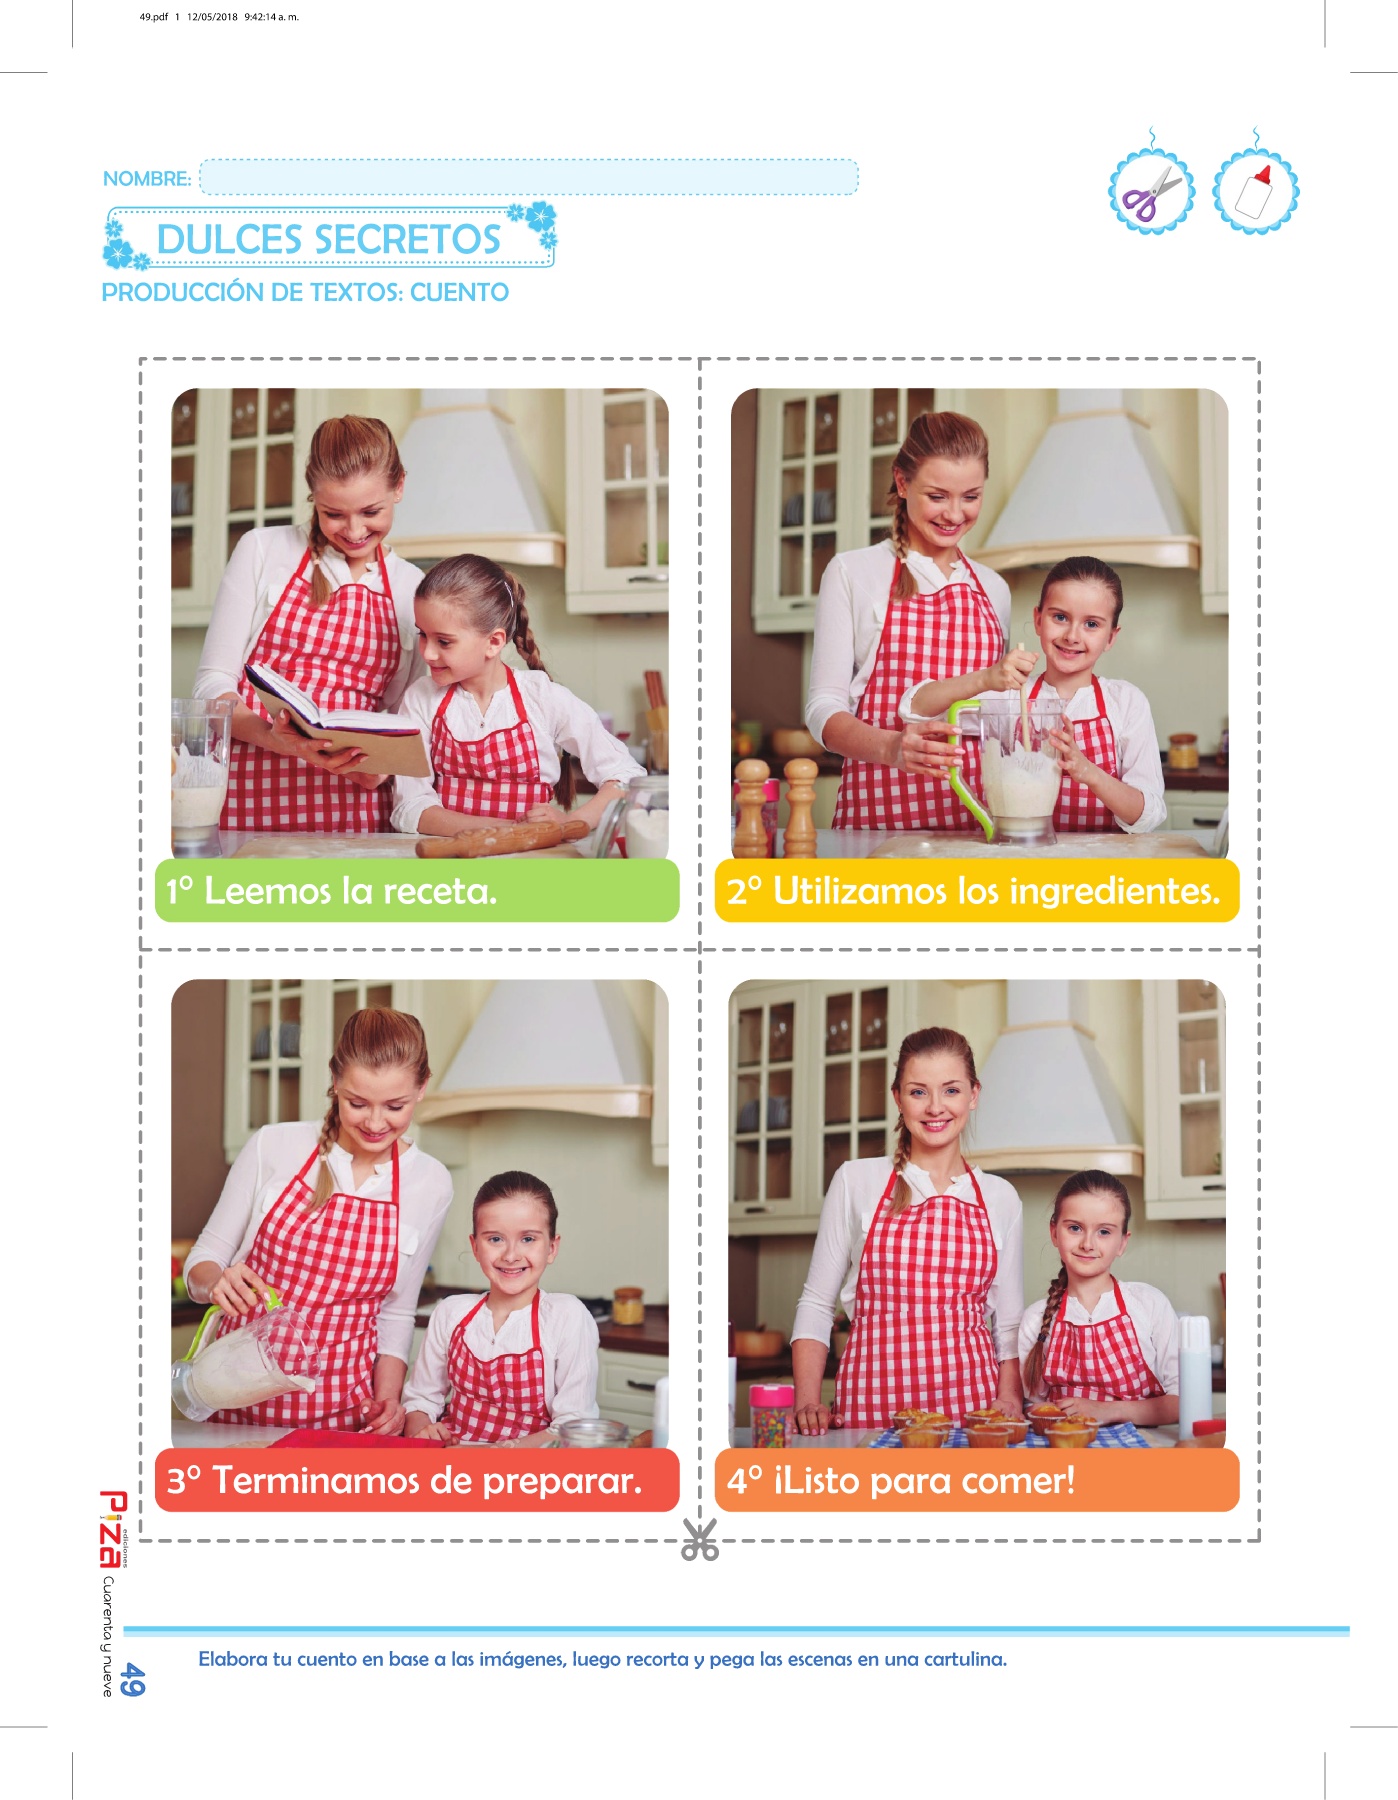 49.pdf 1 12/05/2018 9:42:14 a. m.
NOMBRE:
DULCES SECRETOS
PRODUCCIÓN DE TEXTOS: CUENTO
1° Leemos la receta.
2° Utilizamos los ingredientes.
3° Terminamos de preparar.
4° ¡Listo para comer!
Piza
ediciones
Cuarenta y nueve
49
Elabora tu cuento en base a las imágenes, luego recorta y pega las escenas en una cartulina.